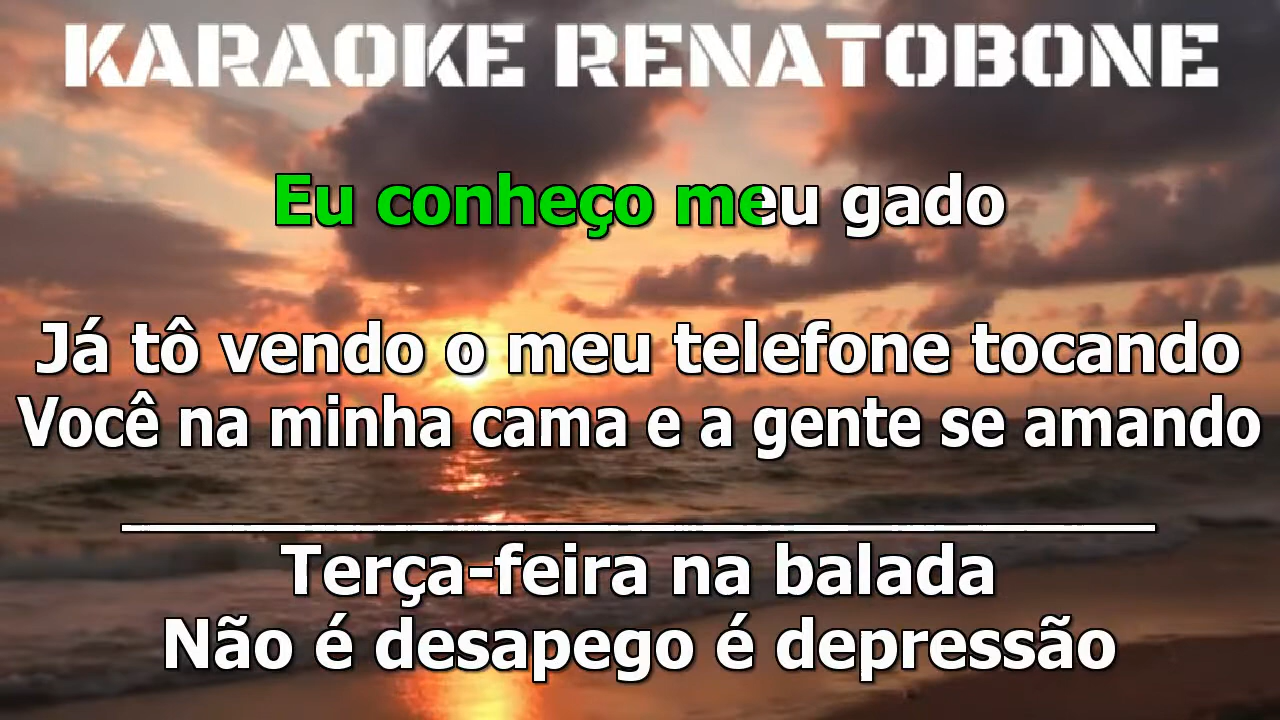 KARAOKE RENATOBONE
Eu conheço meu gado
Já tô vendo o meu telefone tocando
Você na minha cama e a gente se amando
Terça-feira na balada
Não é desapego é depressão